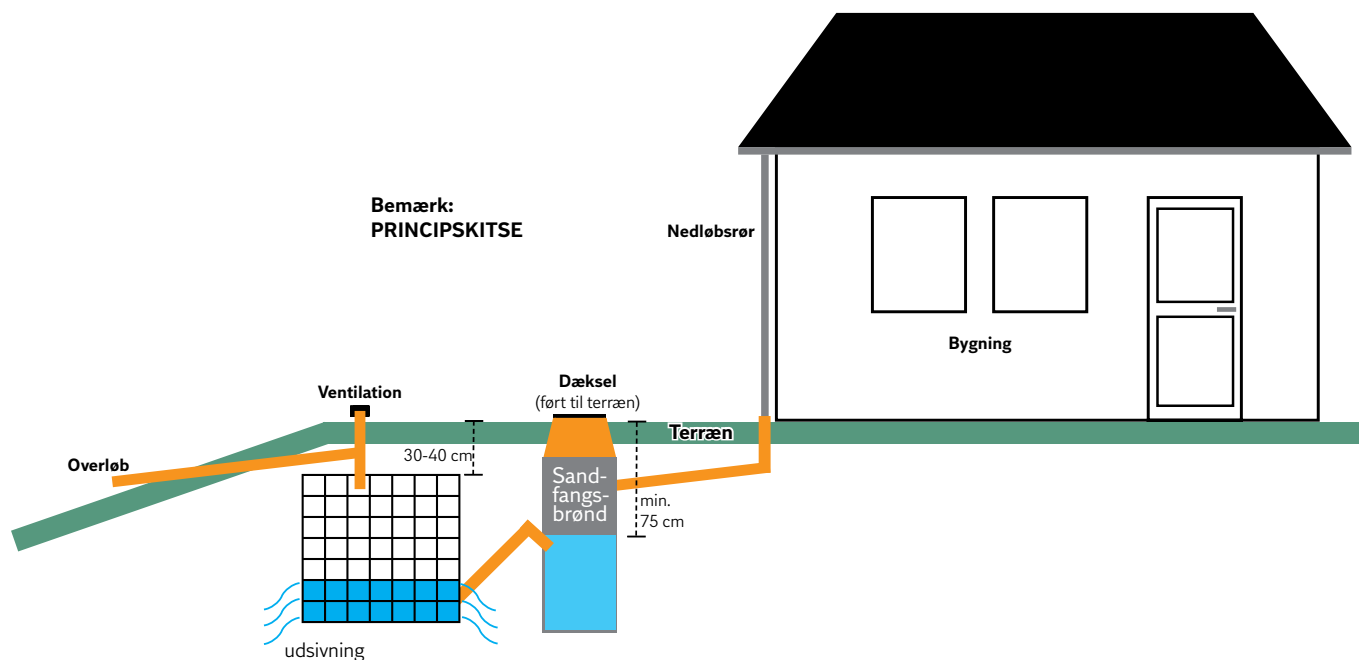 Bemærk:
PRINCIPSKITSE
Nedløbsrør
Bygning
Ventilation
Dæksel
(ført til terræn)
Terræn
Overløb
30-40 cm
Sand-
fangs-
brønd
min.
75 cm
udsivning